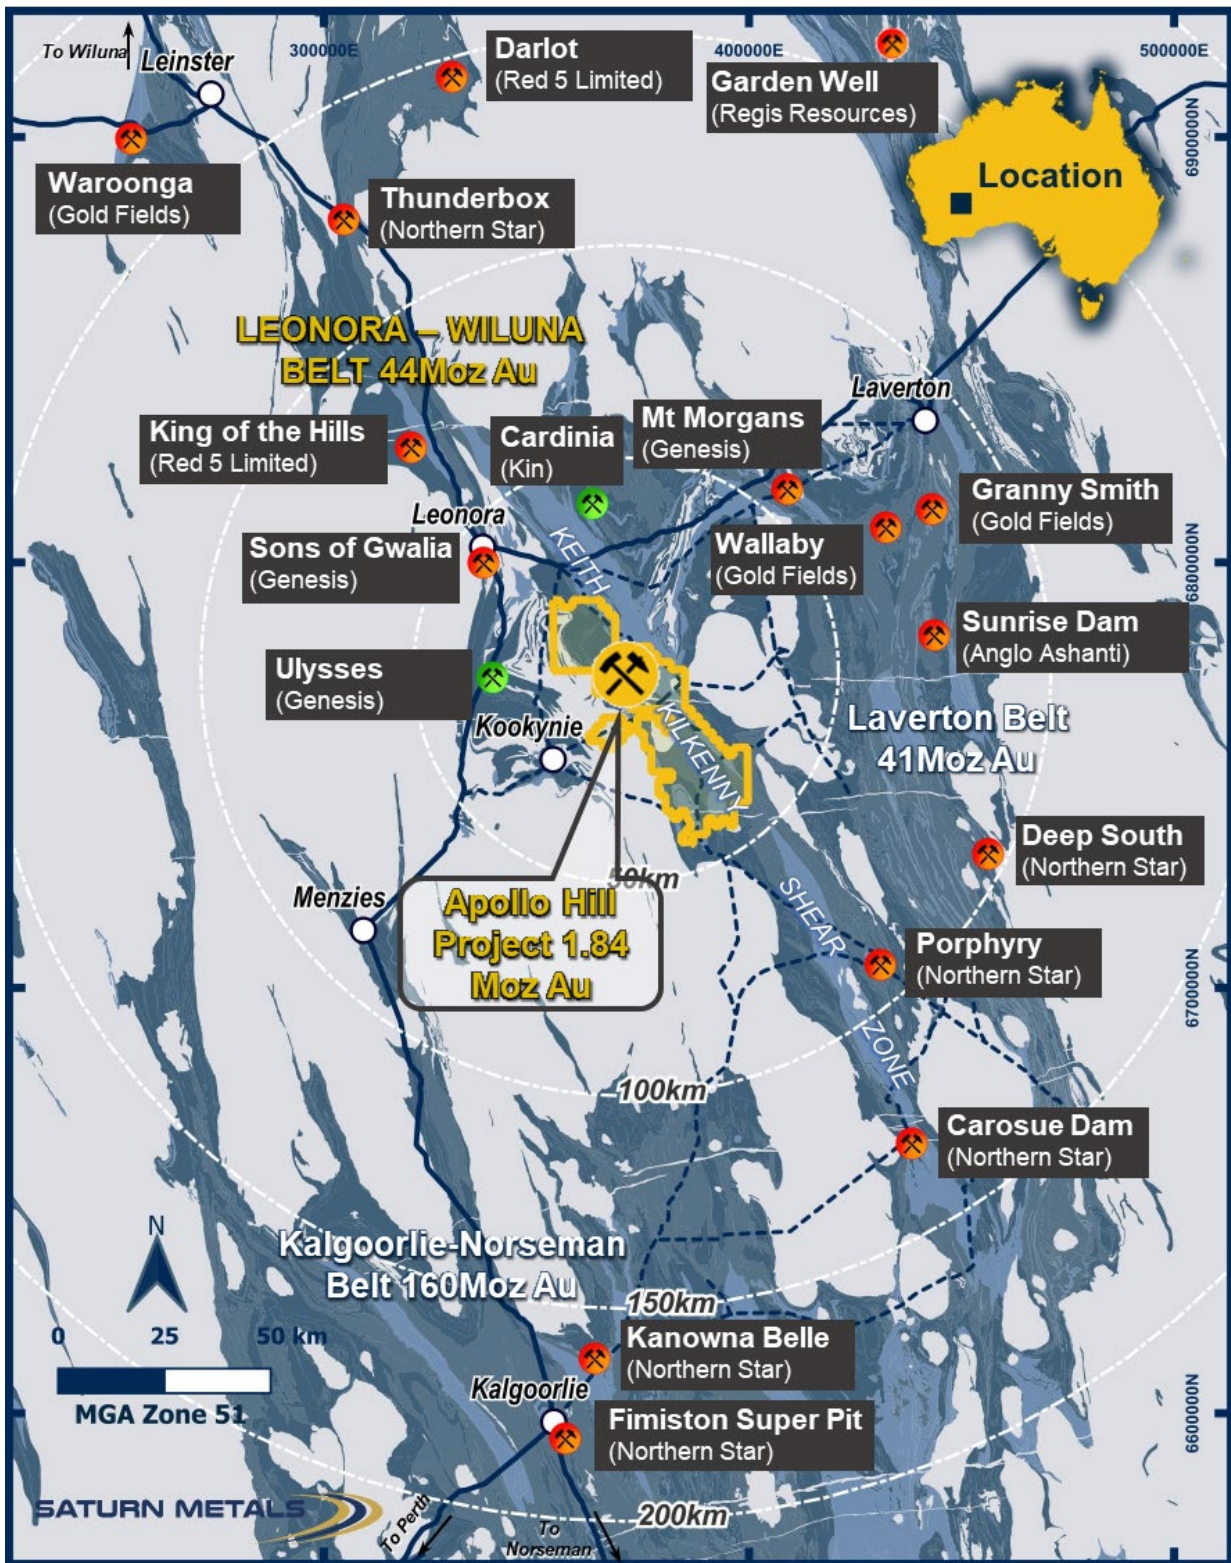 To Wiluna
Leinster
300000E
Darlot
(Red 5 Limited)
400000E
500000E
Garden Well
(Regis Resources)
6900000N
Location
Waroonga
(Gold Fields)
Thunderbox
(Northern Star)
LEONORA – WILUNA
BELT 44Moz Au
Laverton
King of the Hills
(Red 5 Limited)
Cardinia
(Kin)
Mt Morgans
(Genesis)
Granny Smith
(Gold Fields)
Leonora
Wallaby
(Gold Fields)
Sons of Gwalia
(Genesis)
6800000N
KEITH
KILKENNY
SHEAR
ZONE
Sunrise Dam
(Anglo Ashanti)
Ulysses
(Genesis)
Kookynie
Laverton Belt
41Moz Au
Deep South
(Northern Star)
50km
Menzies
Apollo Hill
Project 1.84
Moz Au
Porphyry
(Northern Star)
6700000N
100km
Carosue Dam
(Northern Star)
N
Kalgoorlie-Norseman
Belt 160Moz Au
150km
0 25 50 km
MGA Zone 51
Kanowna Belle
(Northern Star)
Kalgoorlie
Fimiston Super Pit
(Northern Star)
6600000N
SATURN METALS
To Perth
To
Norseman
200km